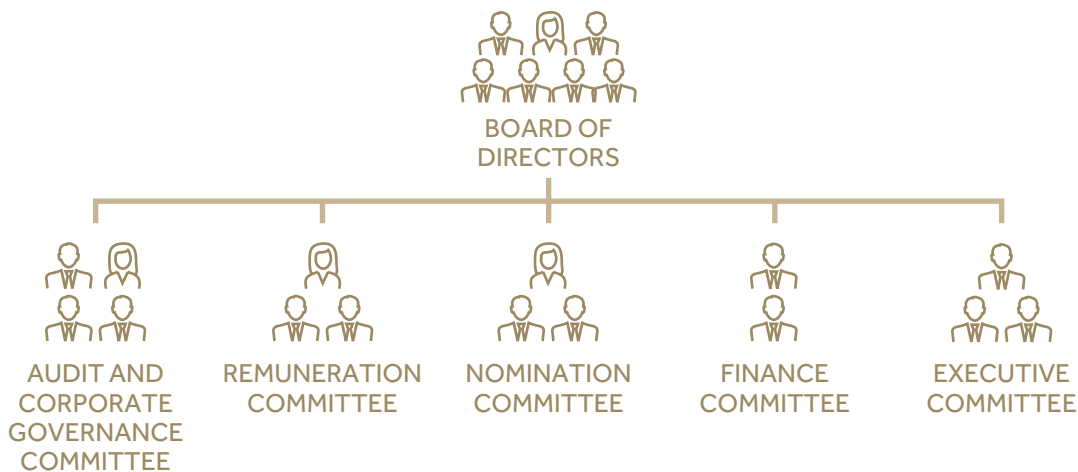 BOARD OF
DIRECTORS
AUDIT AND
CORPORATE
GOVERNANCE
COMMITTEE
REMUNERATION
COMMITTEE
NOMINATION
COMMITTEE
FINANCE
COMMITTEE
EXECUTIVE
COMMITTEE